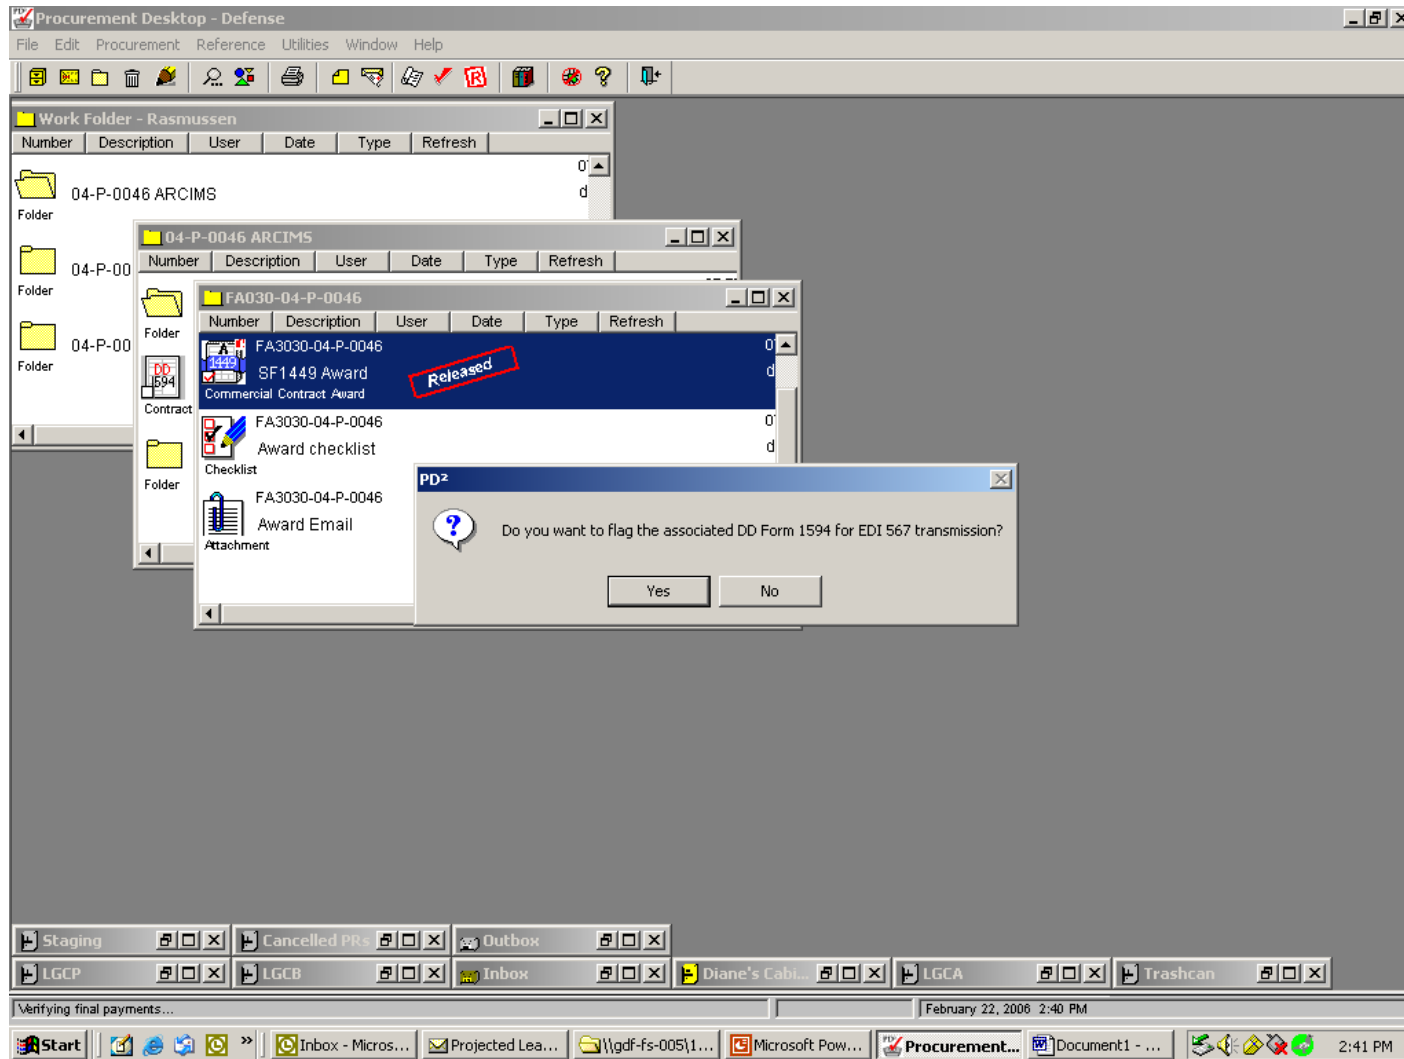 Procurement Desktop - Defense
File Edit Procurement Reference Utilities Window Help
Work Folder - Rasmussen
Number Description User Date Type Refresh
04-P-0046 ARCIMS
Folder
04-P-00
Folder
04-P-00
Folder
04-P-0046 ARCIMS
Number Description User Date Type Refresh
Folder
DD
1594
Contract
Folder
FA030-04-P-0046
Number Description User Date Type Refresh
FA3030-04-P-0046
1449
SF1449 Award
Released
Commercial Contract Award
FA3030-04-P-0046
Award checklist
Checklist
FA3030-04-P-0046
Award Email
Attachment
PD²
Do you want to flag the associated DD Form 1594 for EDI 567 transmission?
Yes No
Staging Cancelled PRs Outbox
LGCP LGCB Inbox Diane's Cabi... LGCA Trashcan
Verifying final payments... February 22, 2006 2:40 PM
Start Inbox - Micros... Projected Lea... \\gdf-fs-005\1... Microsoft Pow... Procurement... Document1 - ... 2:41 PM